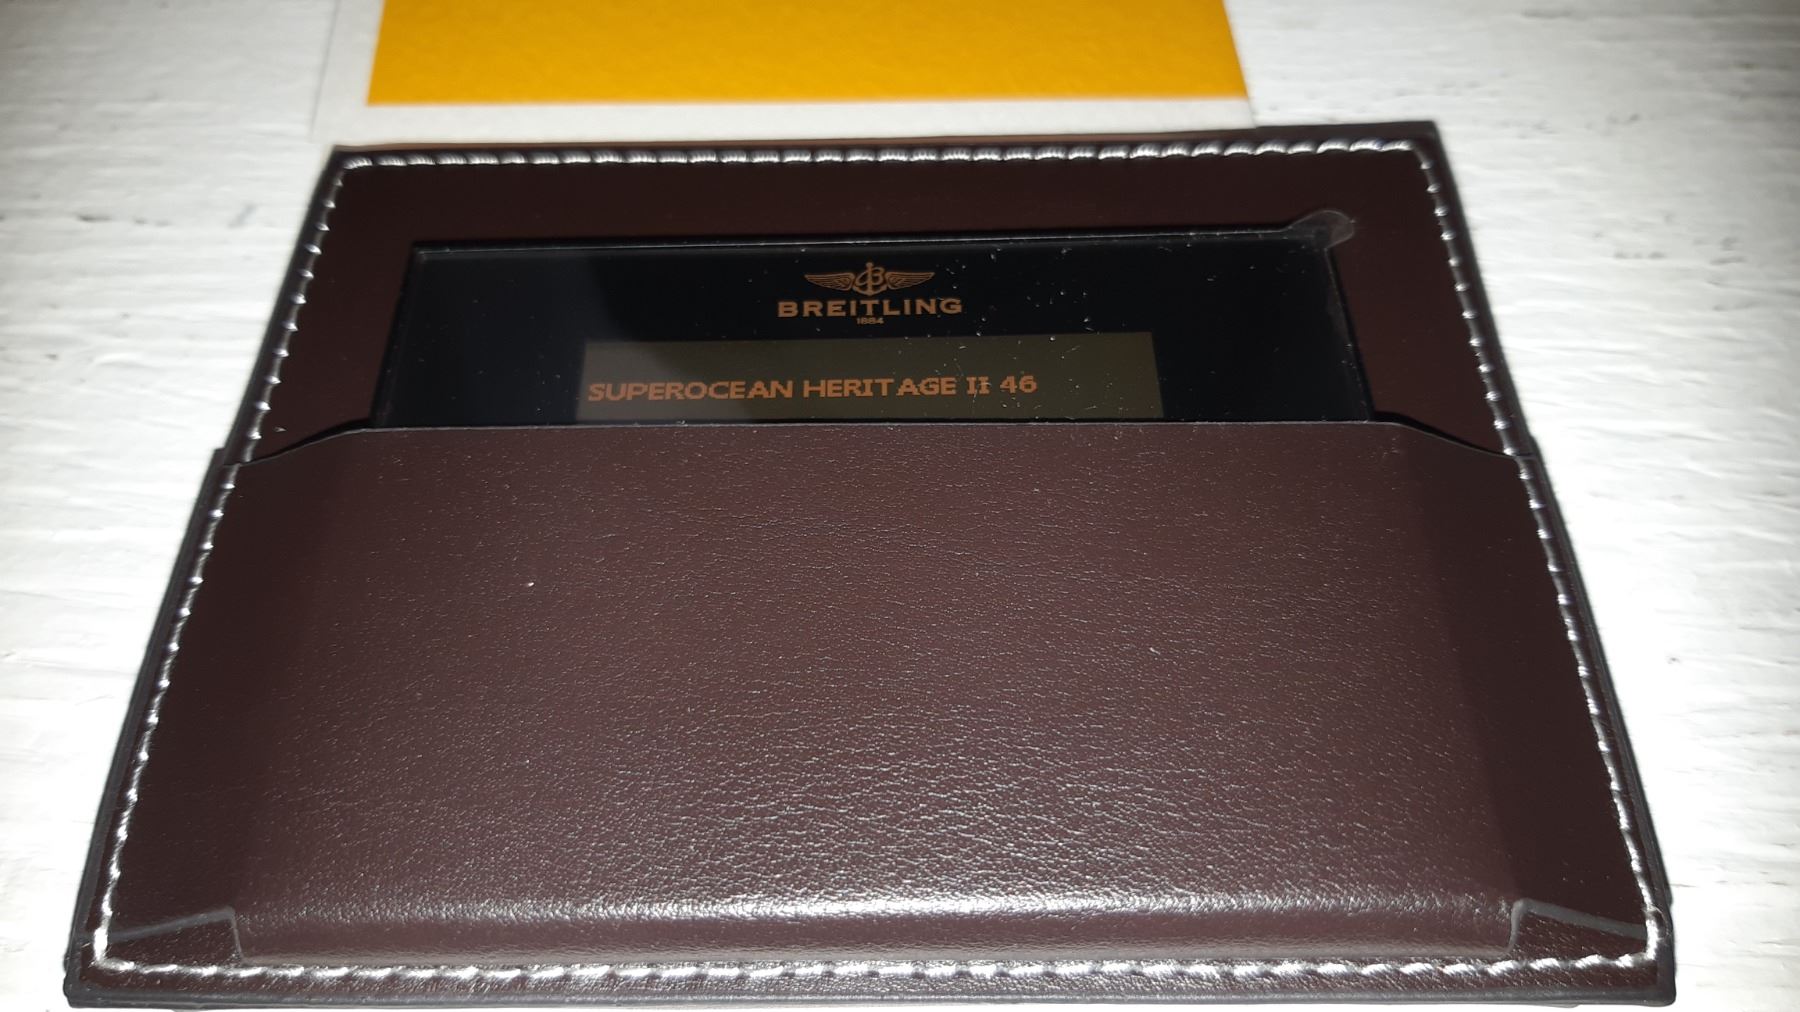 BREITLING
1884
SUPEROCEAN HERITAGE II 46